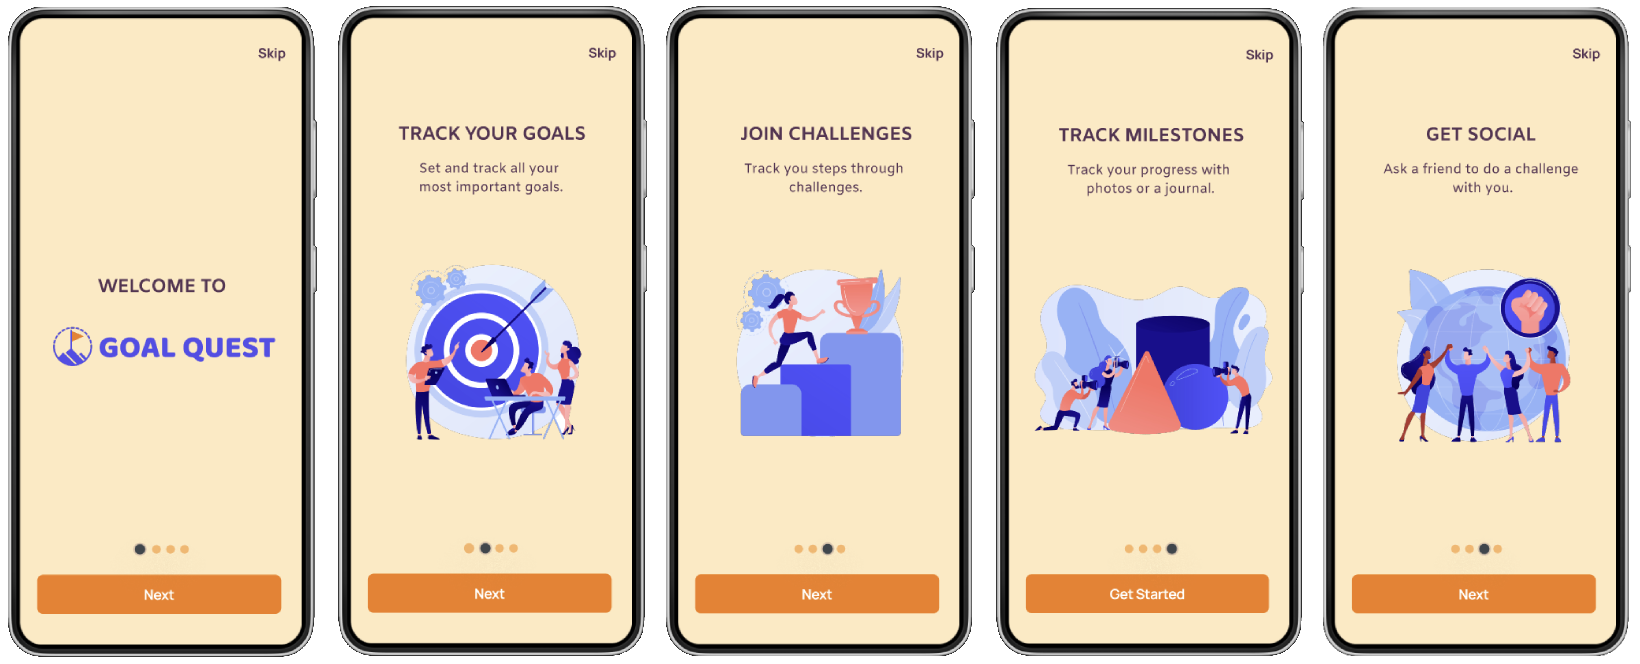 Skip
WELCOME TO
GOAL QUEST
Next
Skip
TRACK YOUR GOALS
Set and track all your
most important goals.
Next
Skip
JOIN CHALLENGES
Track you steps through
challenges.
Next
Skip
TRACK MILESTONES
Track your progress with
photos or a journal.
Get Started
Skip
GET SOCIAL
Ask a friend to do a challenge
with you.
Next